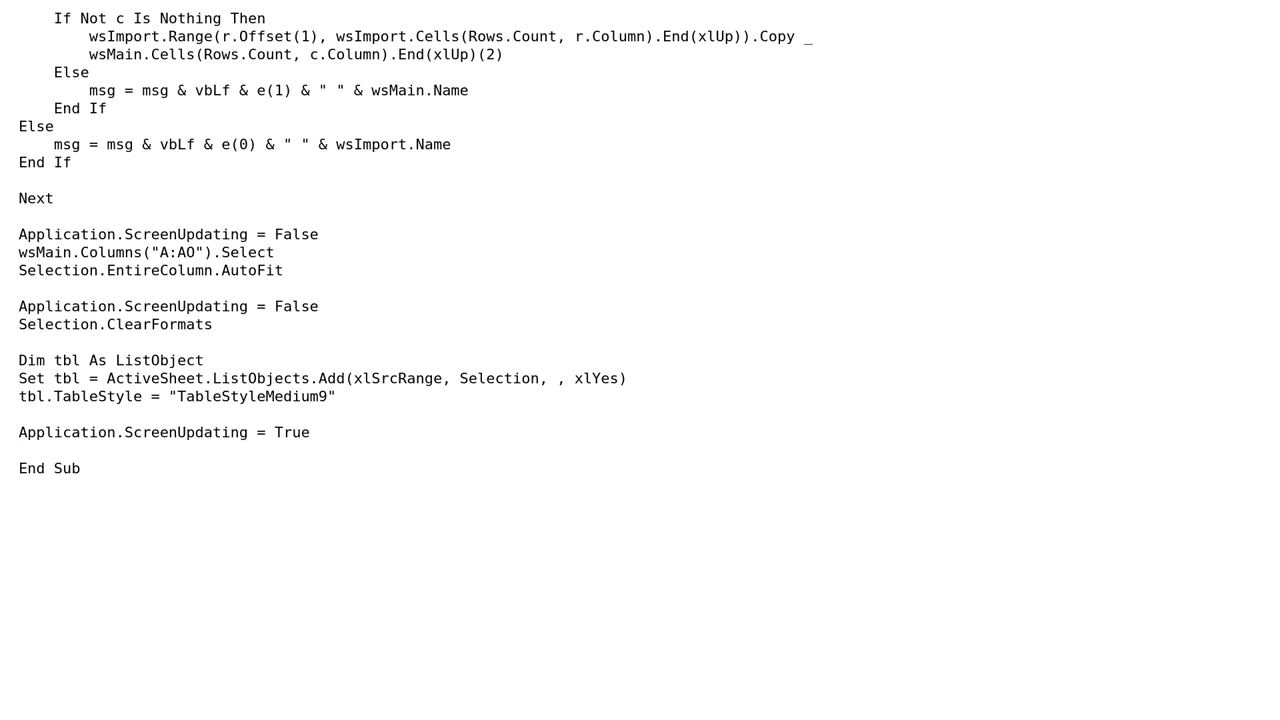 If Not c Is Nothing Then
wsImport.Range(r.Offset(1), wsImport.Cells(Rows.Count, r.Column).End(xlUp)).Copy _
wsMain.Cells(Rows.Count, c.Column).End(xlUp)(2)
Else
msg = msg & vbLf & e(1) & " " & wsMain.Name
End If
Else
msg = msg & vbLf & e(0) & " " & wsImport.Name
End If
Next
Application.ScreenUpdating = False
wsMain.Columns("A:AO").Select
Selection.EntireColumn.AutoFit
Application.ScreenUpdating = False
Selection.ClearFormats
Dim tbl As ListObject
Set tbl = ActiveSheet.ListObjects.Add(xlSrcRange, Selection, , xlYes)
tbl.TableStyle = "TableStyleMedium9"
Application.ScreenUpdating = True
End Sub